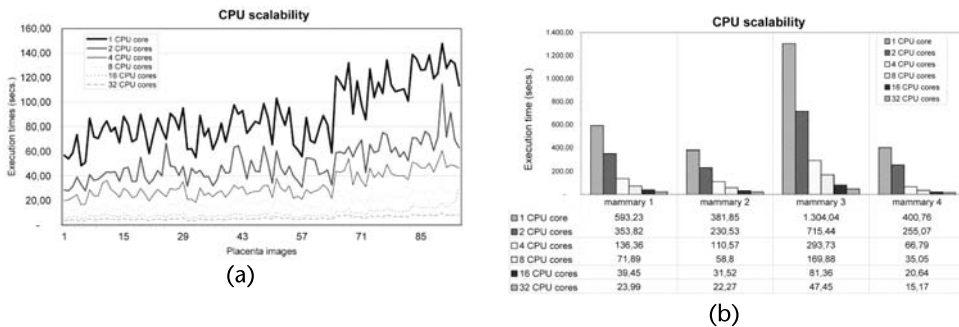 CPU scalability
160,00
140,00
120,00
100,00
80,00
60,00
40,00
20,00
-
Execution times (secs.)
1 CPU core
2 CPU cores
4 CPU cores
8 CPU cores
16 CPU cores
32 CPU cores
1 15 29 43 57 71 85
Placenta images
(a)
CPU scalability
1.400,00
1.200,00
1.000,00
800,00
600,00
400,00
200,00
-
Execution time (secs.)
1 CPU core
2 CPU cores
4 CPU cores
8 CPU cores
16 CPU cores
32 CPU cores
mammary 1 mammary 2 mammary 3 mammary 4
1 CPU core 593,23 381,85 1.304,04 400,76
2 CPU cores 353,82 230,53 715,44 255,07
4 CPU cores 136,36 110,57 293,73 66,79
8 CPU cores 71,89 58,8 169,88 35,05
16 CPU cores 39,45 31,52 81,36 20,64
32 CPU cores 23,99 22,27 47,45 15,17
(b)